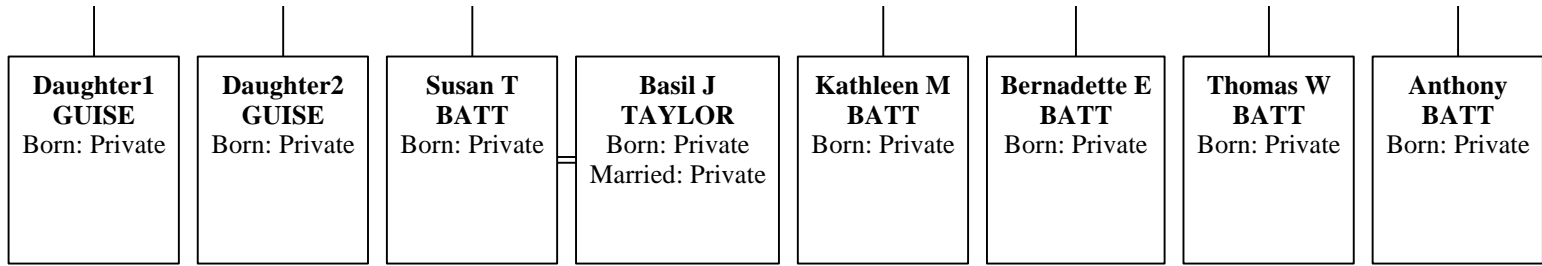 Daughter1
GUISE
Born: Private
Daughter2
GUISE
Born: Private
Susan T
BATT
Born: Private
Basil J
TAYLOR
Born: Private
Married: Private
Kathleen M
BATT
Born: Private
Bernadette E
BATT
Born: Private
Thomas W
BATT
Born: Private
Anthony
BATT
Born: Private